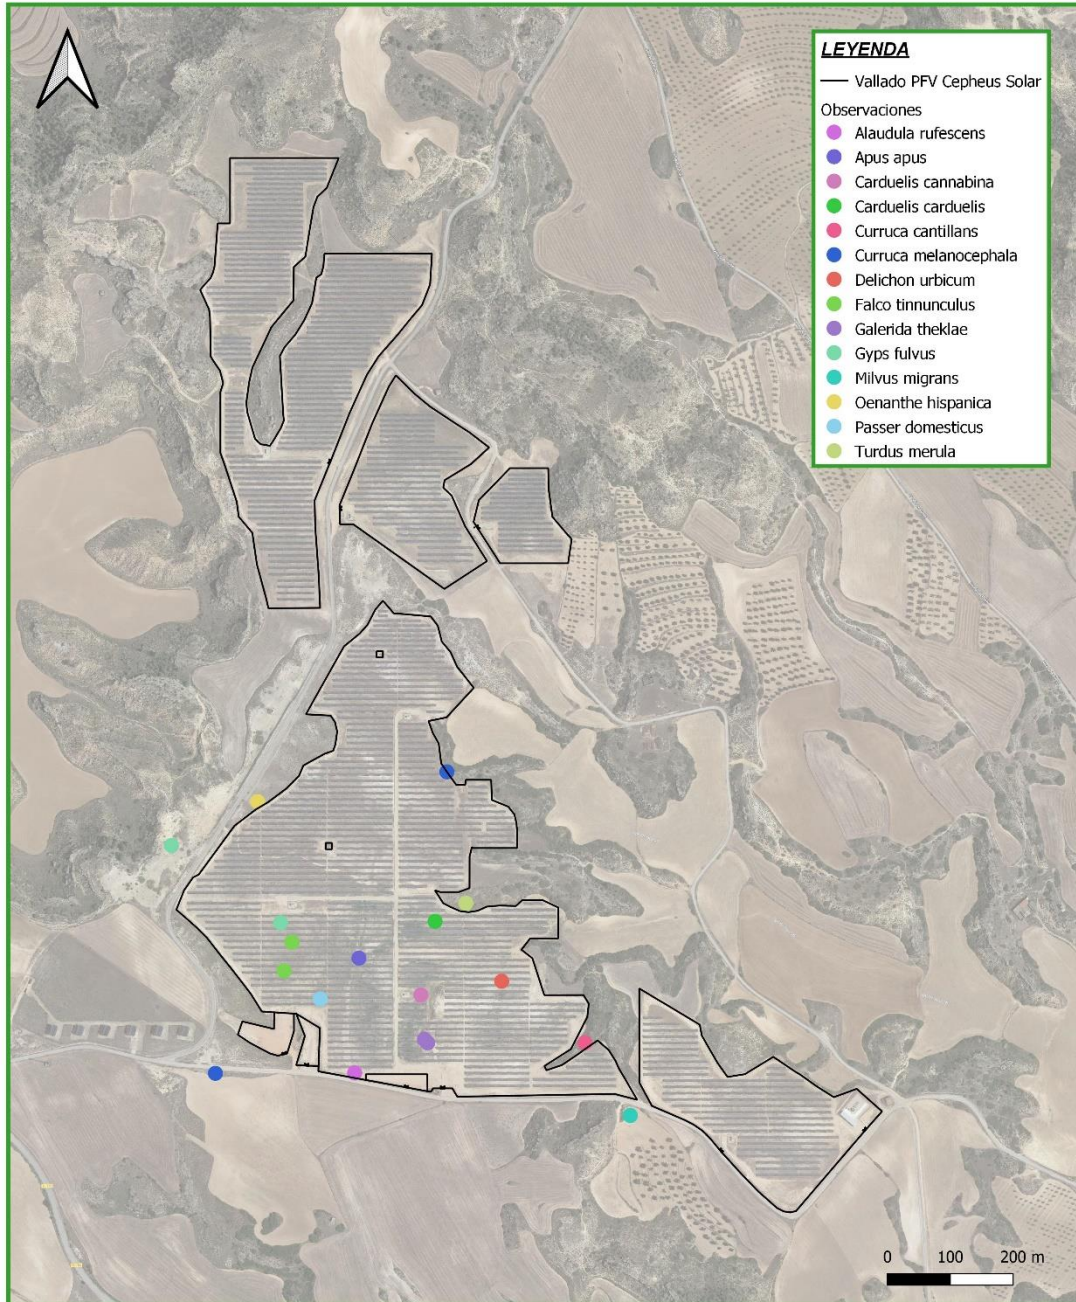 LEYENDA
Vallado PFV Cepheus Solar
Observaciones
Alaudula rufescens
Apus apus
Carduelis cannabina
Carduelis carduelis
Curruca cantillans
Curruca melanocephala
Delichon urbicum
Falco tinnunculus
Galerida theklae
Gyps fulvus
Milvus migrans
Oenanthe hispanica
Passer domesticus
Turdus merula
0 100 200 m